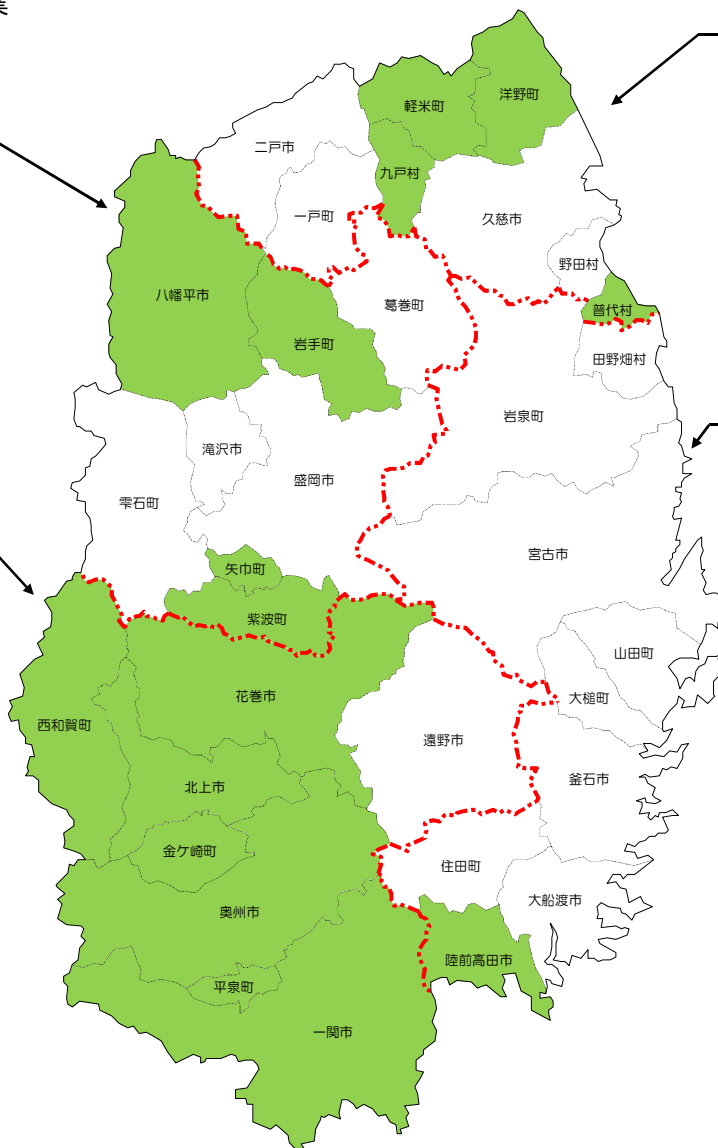 集
洋野町
軽米町
二戸市
九戸村
一戸町
久慈市
野田村
八幡平市
葛巻町
普代村
岩手町
田野畑村
岩泉町
滝沢市
盛岡市
雫石町
宮古市
矢巾町
紫波町
山田町
花巻市
大槌町
西和賀町
遠野市
釜石市
北上市
金ケ崎町
住田町
大船渡市
奥州市
陸前高田市
平泉町
一関市